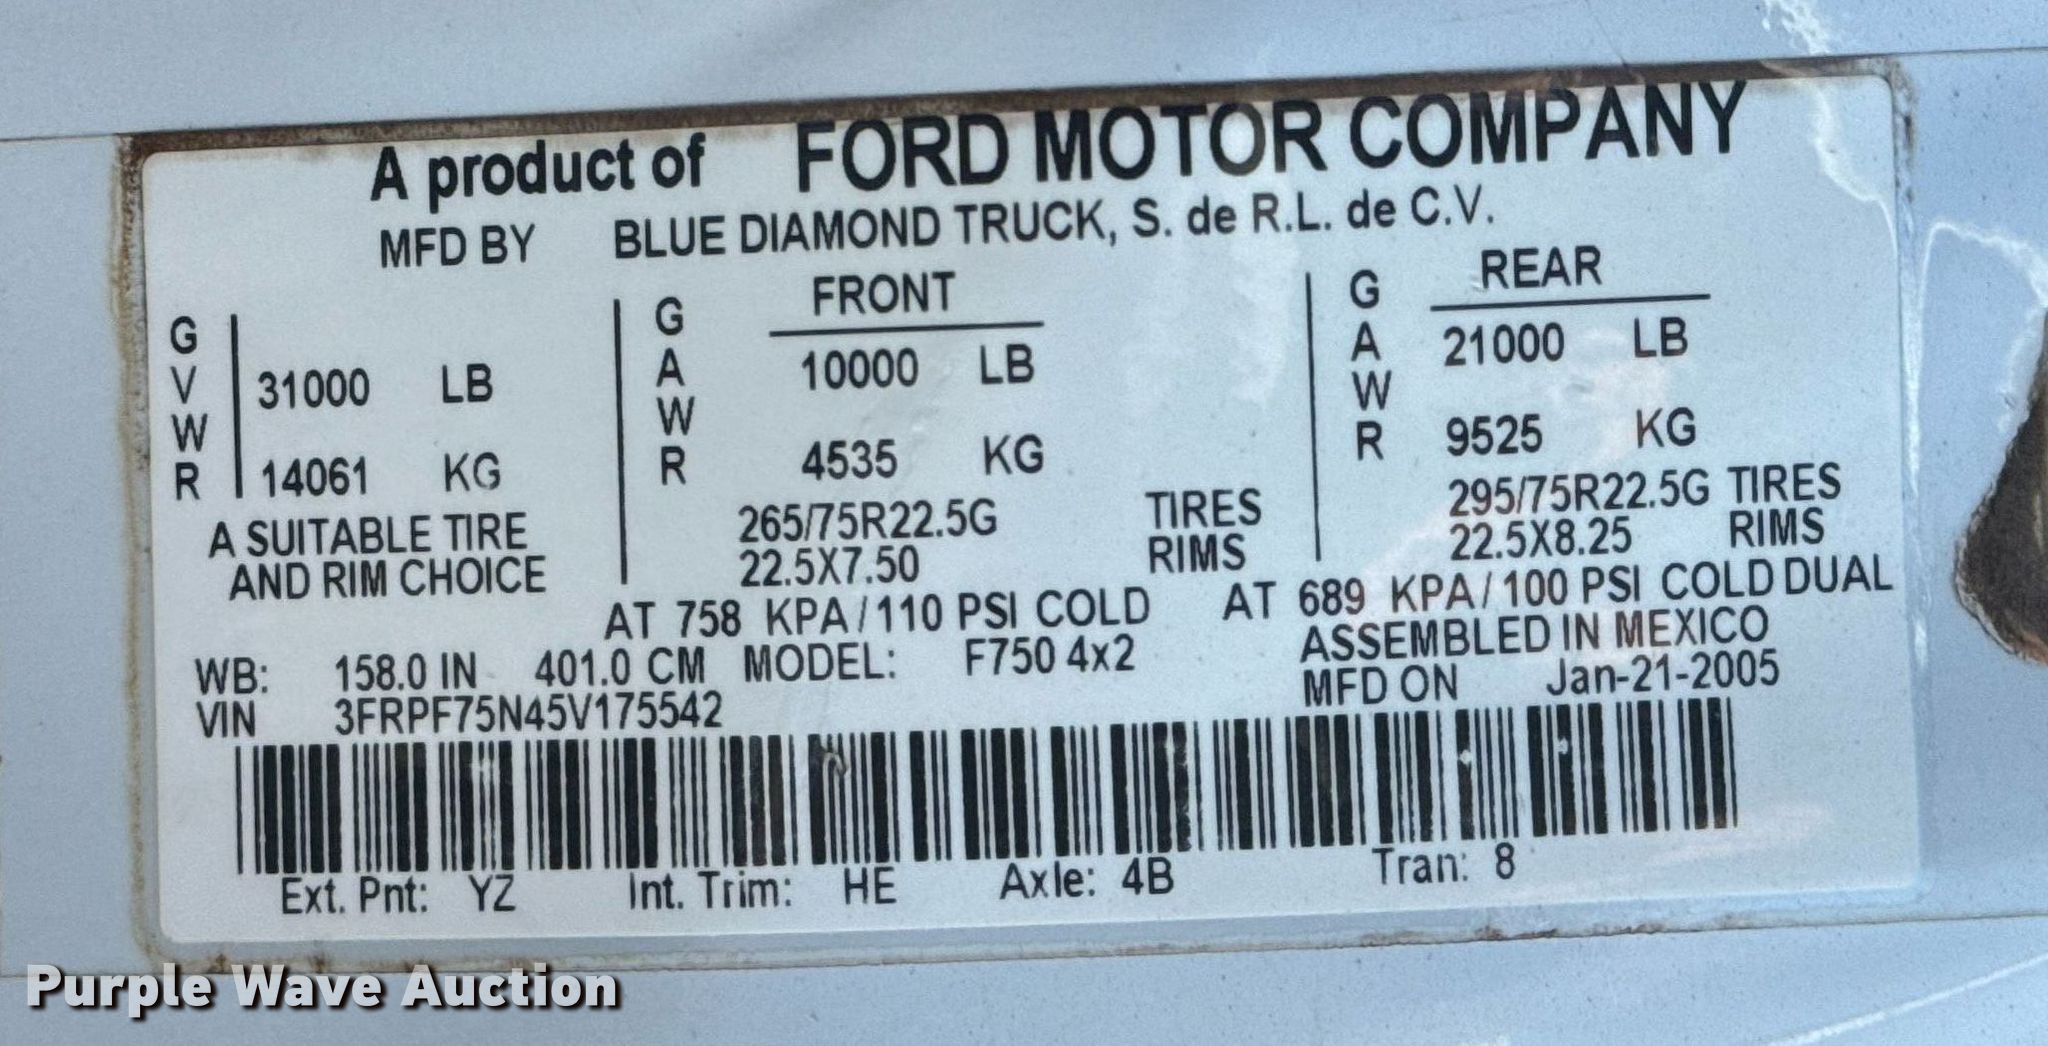 A product of FORD MOTOR COMPANY
MFD BY BLUE DIAMOND TRUCK, S. de R.L. de C.V.
GVWR
31000 LB
14061 KG
A SUITABLE TIRE
AND RIM CHOICE
GAWR
FRONT
10000 LB
4535 KG
265/75R22.5G TIRES
22.5X7.50 RIMS
AT 758 KPA/110 PSI COLD
GAWR
REAR
21000 LB
9525 KG
295/75R22.5G TIRES
22.5X8.25 RIMS
AT 689 KPA/100 PSI COLD DUAL
WB: 158.0 IN 401.0 CM MODEL: F750 4x2
ASSEMBLED IN MEXICO
VIN 3FRPF75N45V175542
MFD ON Jan-21-2005
Ext. Pnt: YZ Int. Trim: HE Axle: 4B Tran: 8
Purple Wave Auction